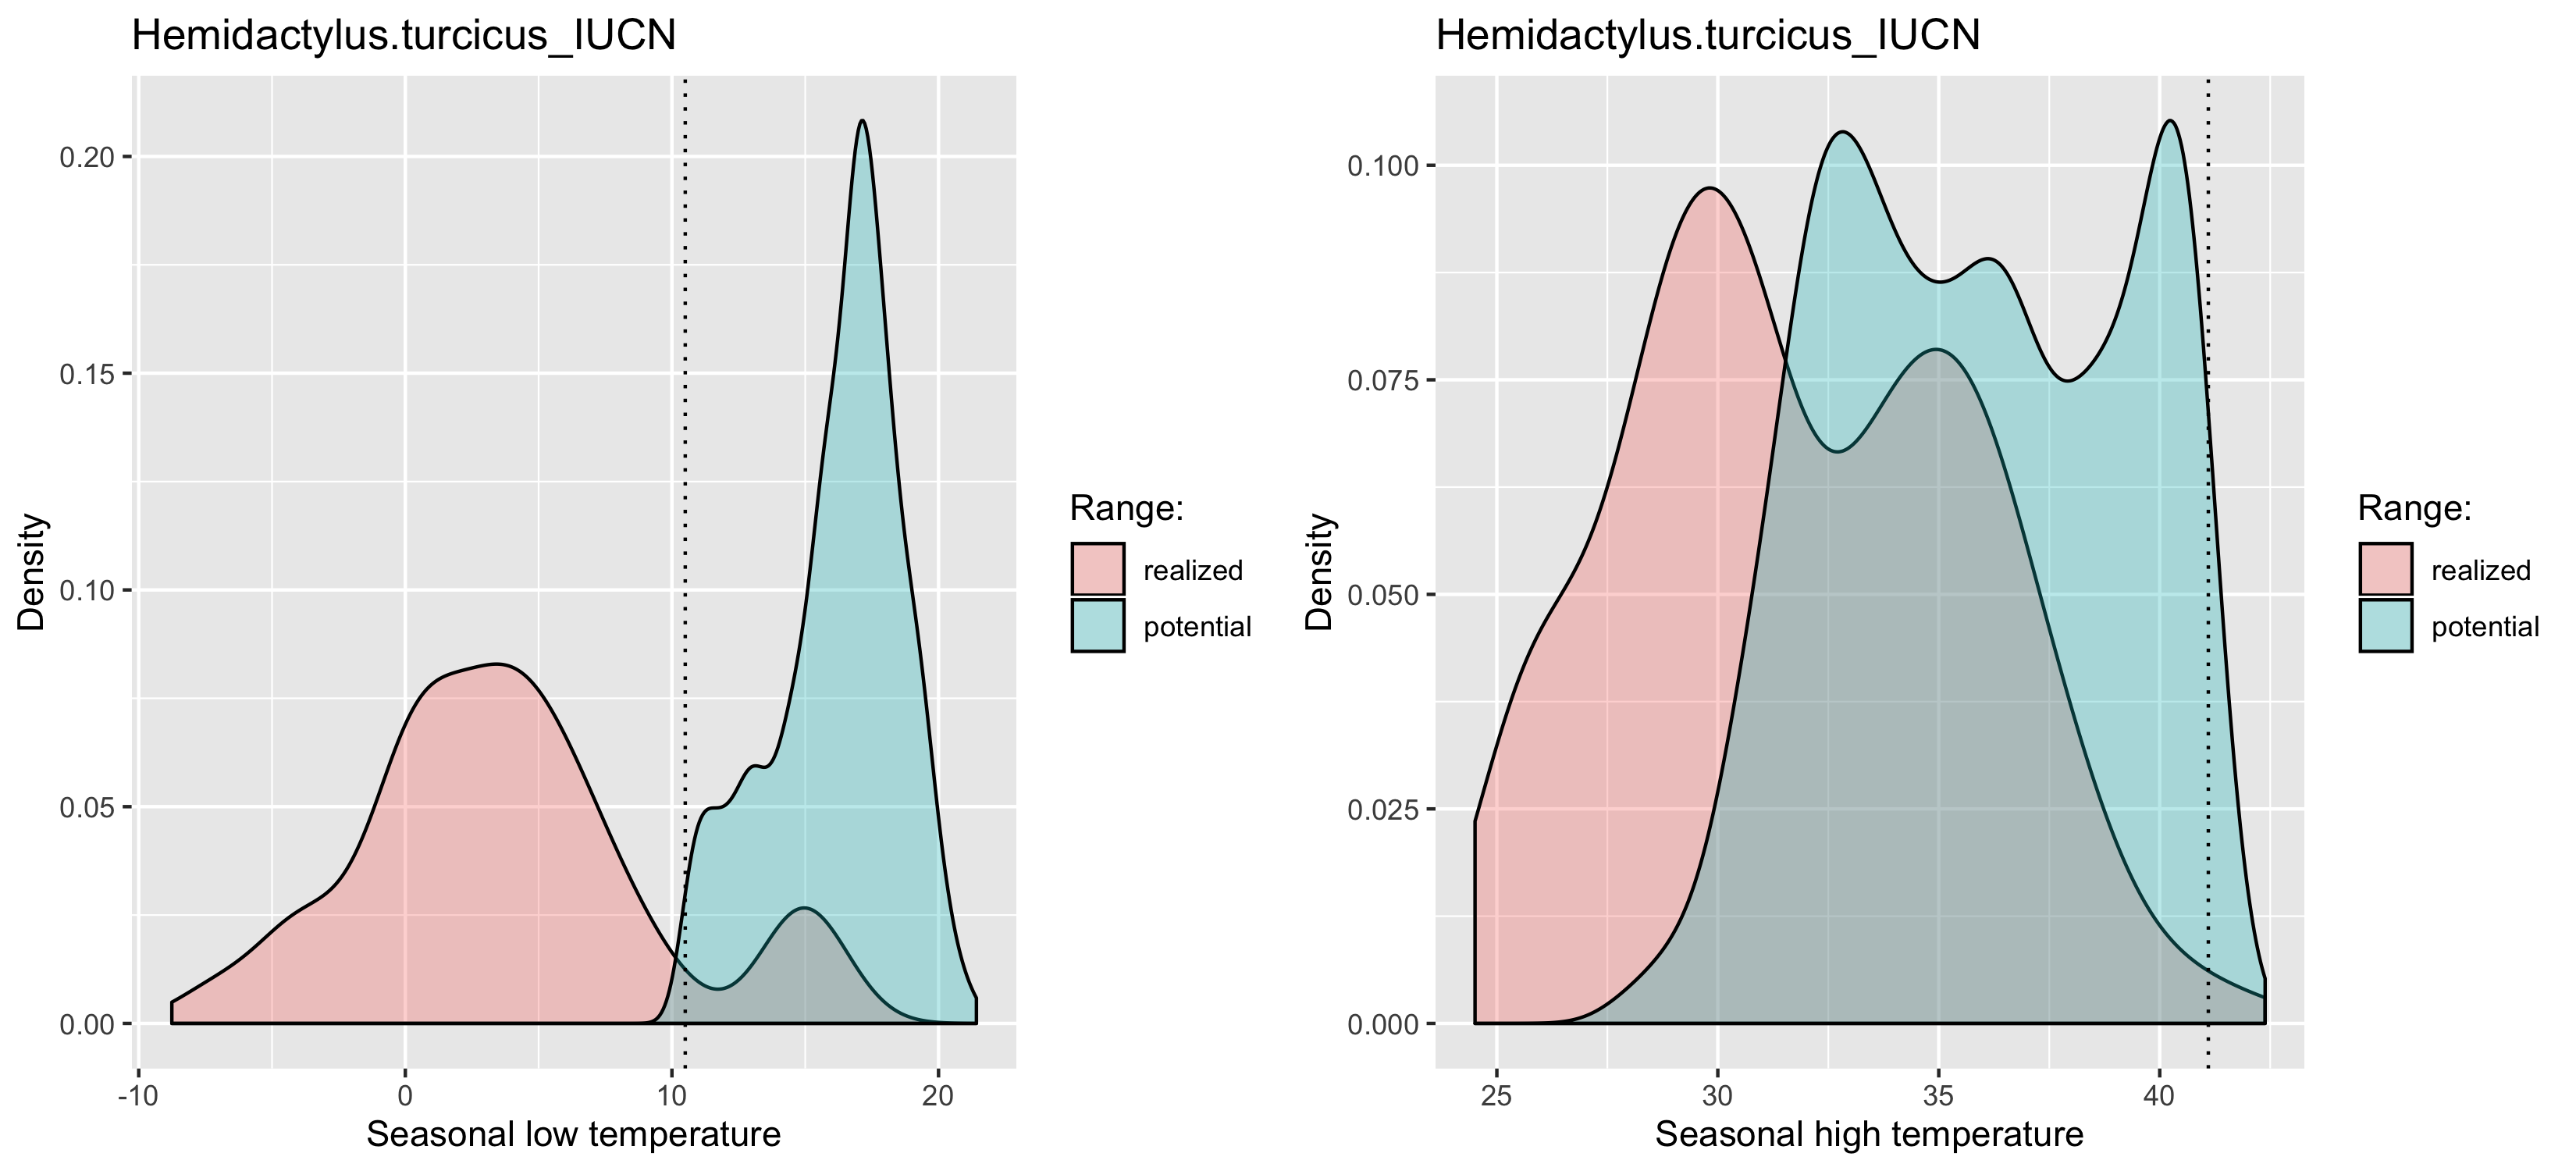 Hemidactylus.turcicus_IUCN
Density
0.20
0.15
0.10
0.05
0.00
-10 0 10 20
Seasonal low temperature
Range:
realized
potential
Hemidactylus.turcicus_IUCN
Density
0.100
0.075
0.050
0.025
0.000
25 30 35 40
Seasonal high temperature
Range:
realized
potential